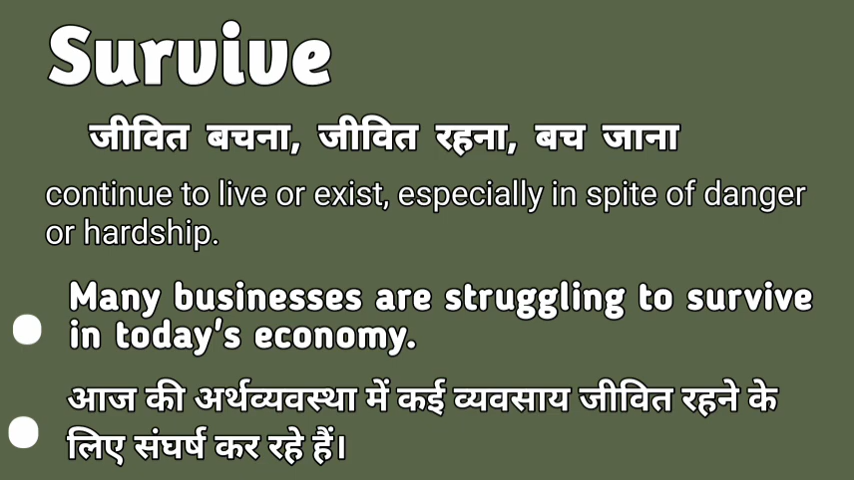 Survive
जीवित बचना, जीवित रहना, बच जाना
continue to live or exist, especially in spite of danger
or hardship.
Many businesses are struggling to survive
in today's economy.
आज की अर्थव्यवस्था में कई व्यवसाय जीवित रहने के
लिए संघर्ष कर रहे हैं।